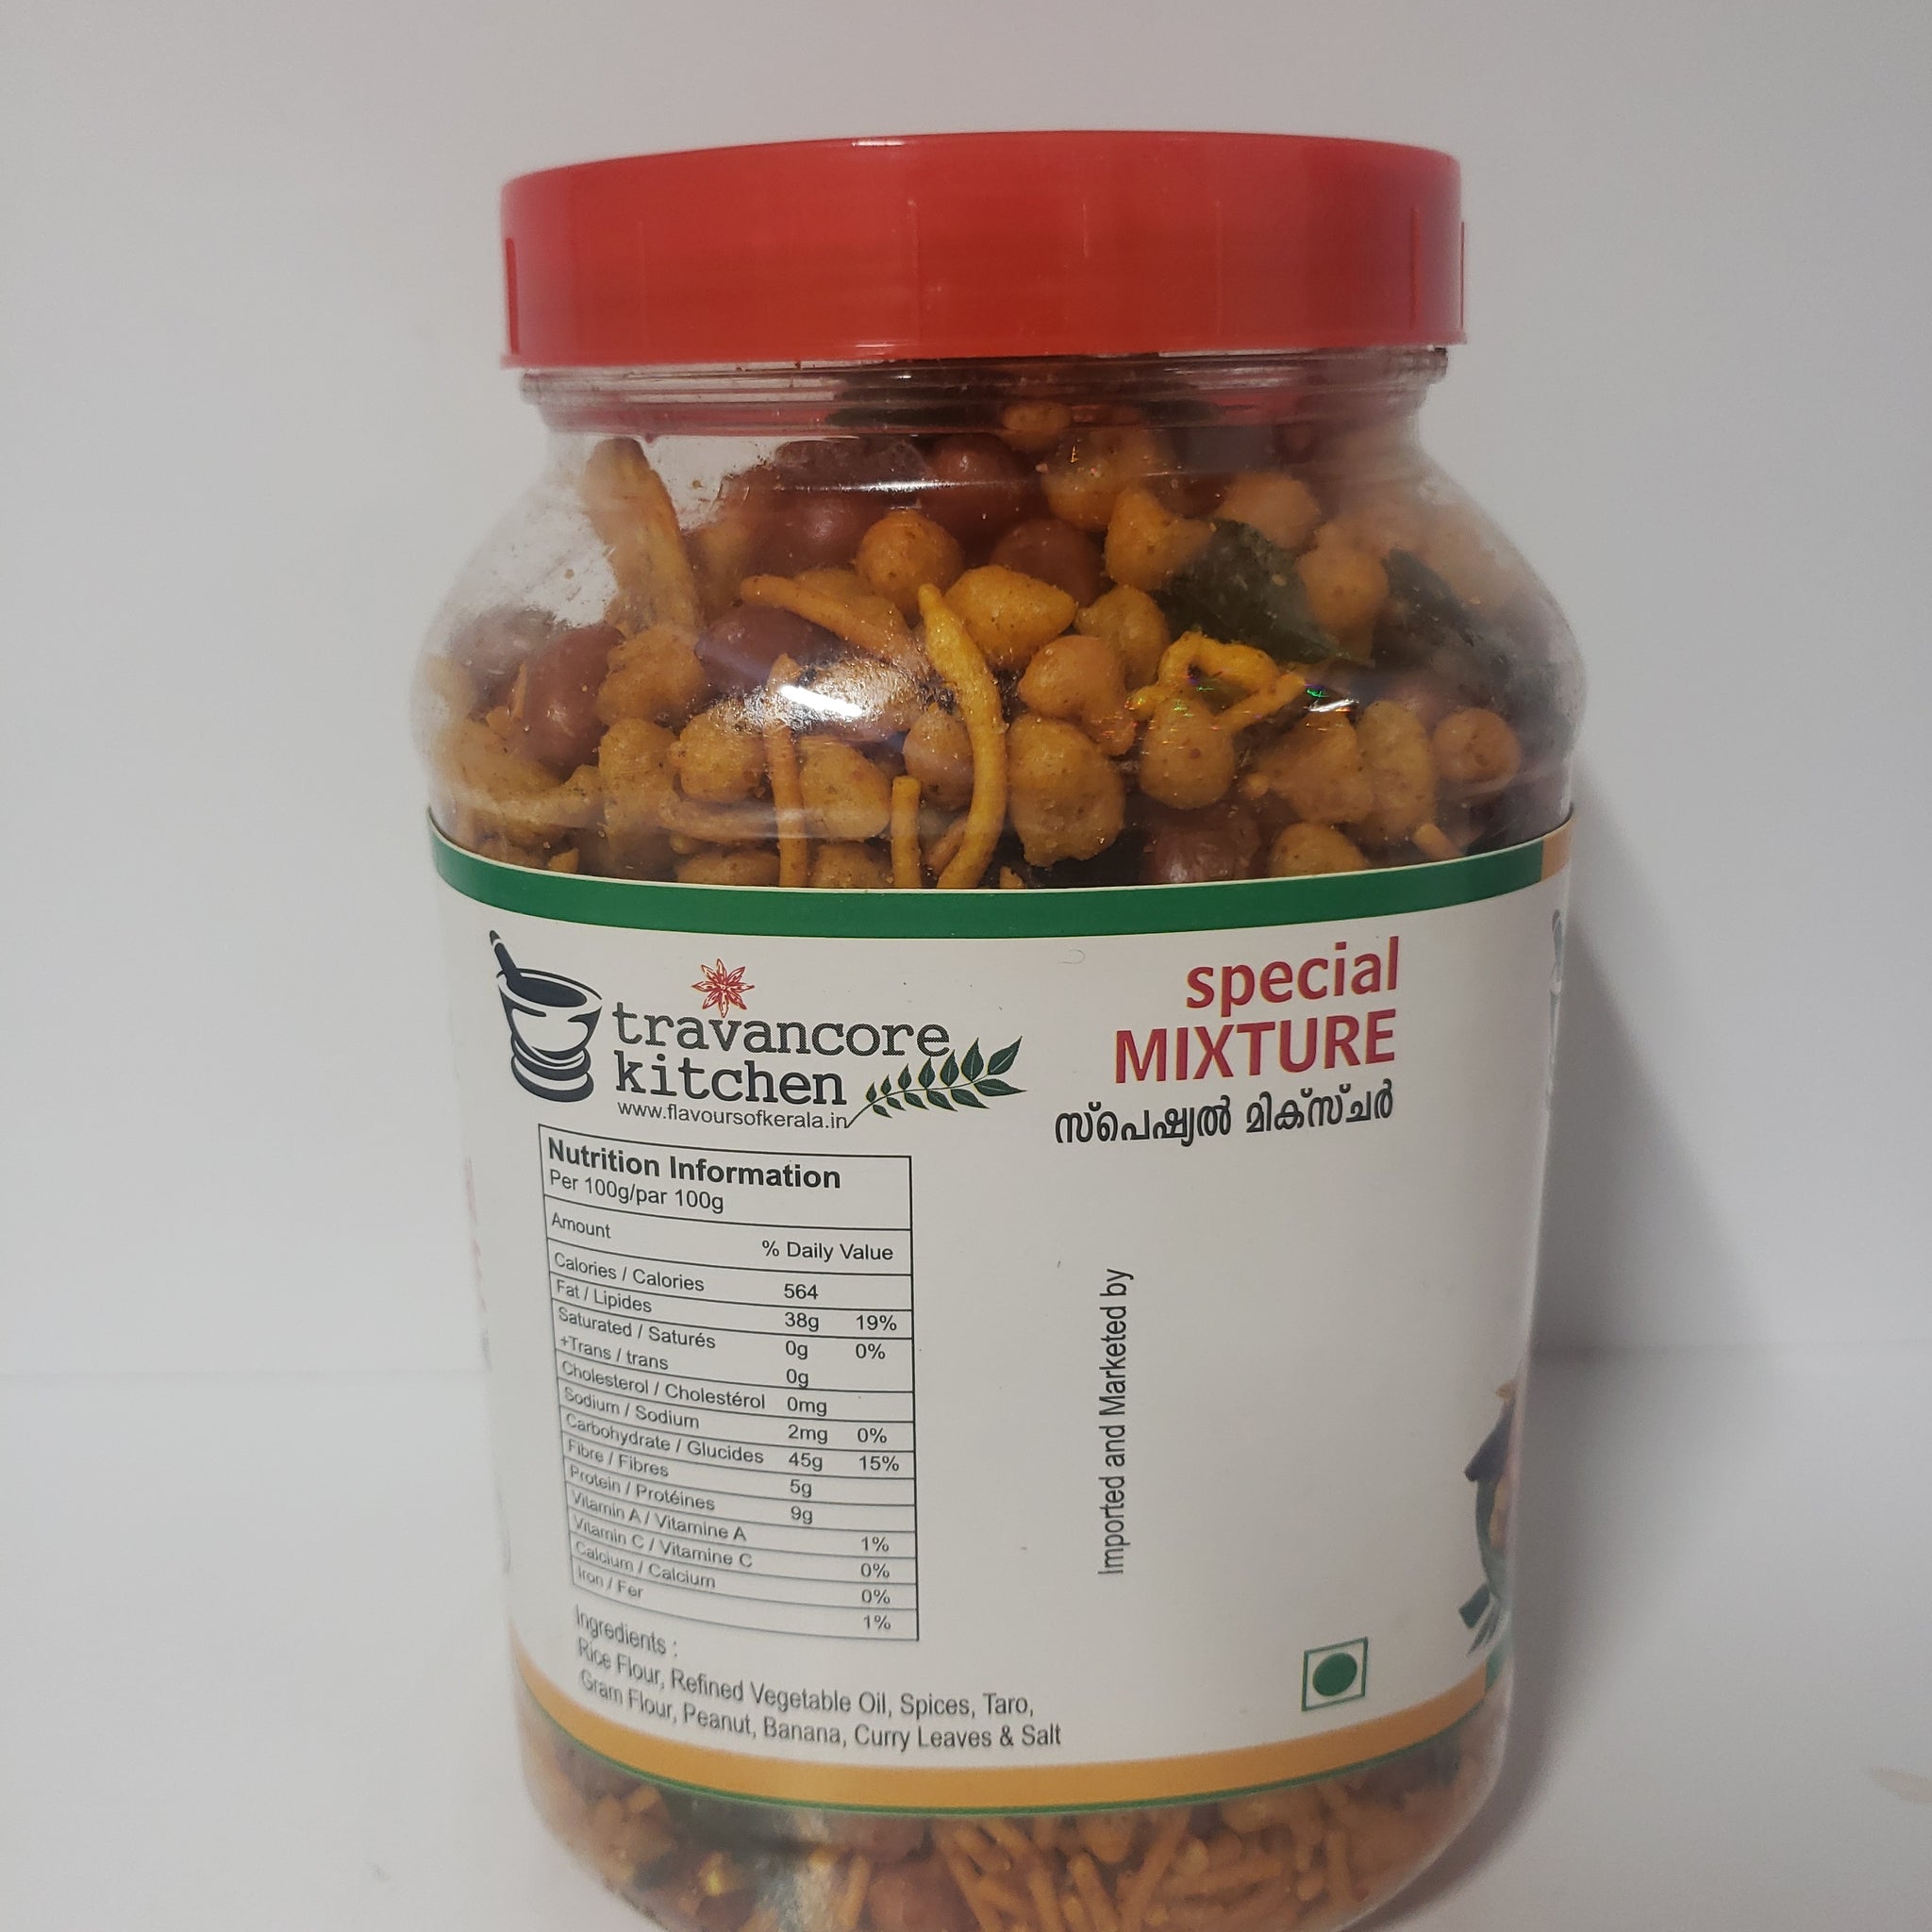 travancore
kitchen
www.flavoursofkerala.in
special
MIXTURE
സ്പെഷ്യൽ മിക്സ്ചർ
Nutrition Information
Per 100g/par 100g
Amount
% Daily Value
Calories / Calories 564
Fat / Lipides 38g 19%
Saturated / Saturés 0g 0%
+Trans / trans 0g
Cholesterol / Cholestérol 0mg
Sodium / Sodium 2mg 0%
Carbohydrate / Glucides 45g 15%
Fibre / Fibres 5g
Protein / Protéines 9g
Vitamin A / Vitamine A 1%
Vitamin C / Vitamine C 0%
Calcium / Calcium 0%
Iron / Fer 1%
Ingredients :
Rice Flour, Refined Vegetable Oil, Spices, Taro,
Gram Flour, Peanut, Banana, Curry Leaves & Salt
Imported and Marketed by